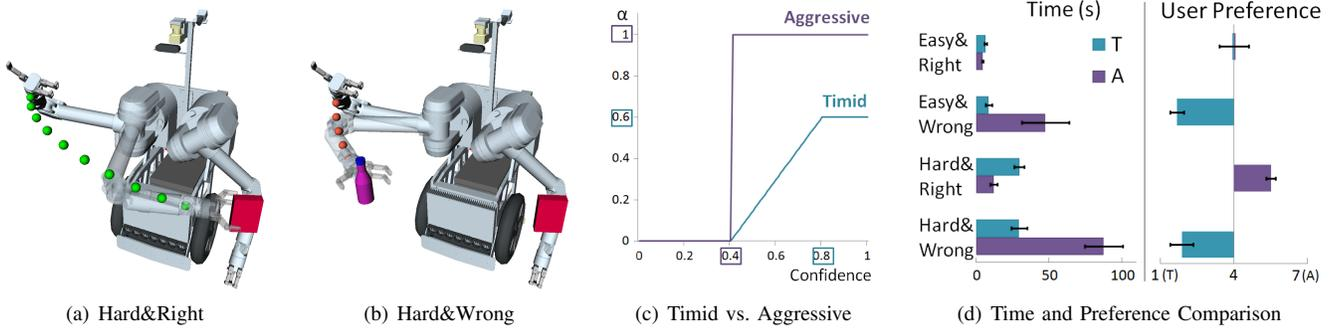 α
Aggressive
1
0.8
Timid
0.6
0.4
0.2
0
0 0.2 0.4 0.6 0.8 1
Confidence
Time (s)
User Preference
Easy&
Right
T
A
Easy&
Wrong
Hard&
Right
Hard&
Wrong
0 50 100
1 (T) 4 7(A)
(a) Hard&Right
(b) Hard&Wrong
(c) Timid vs. Aggressive
(d) Time and Preference Comparison